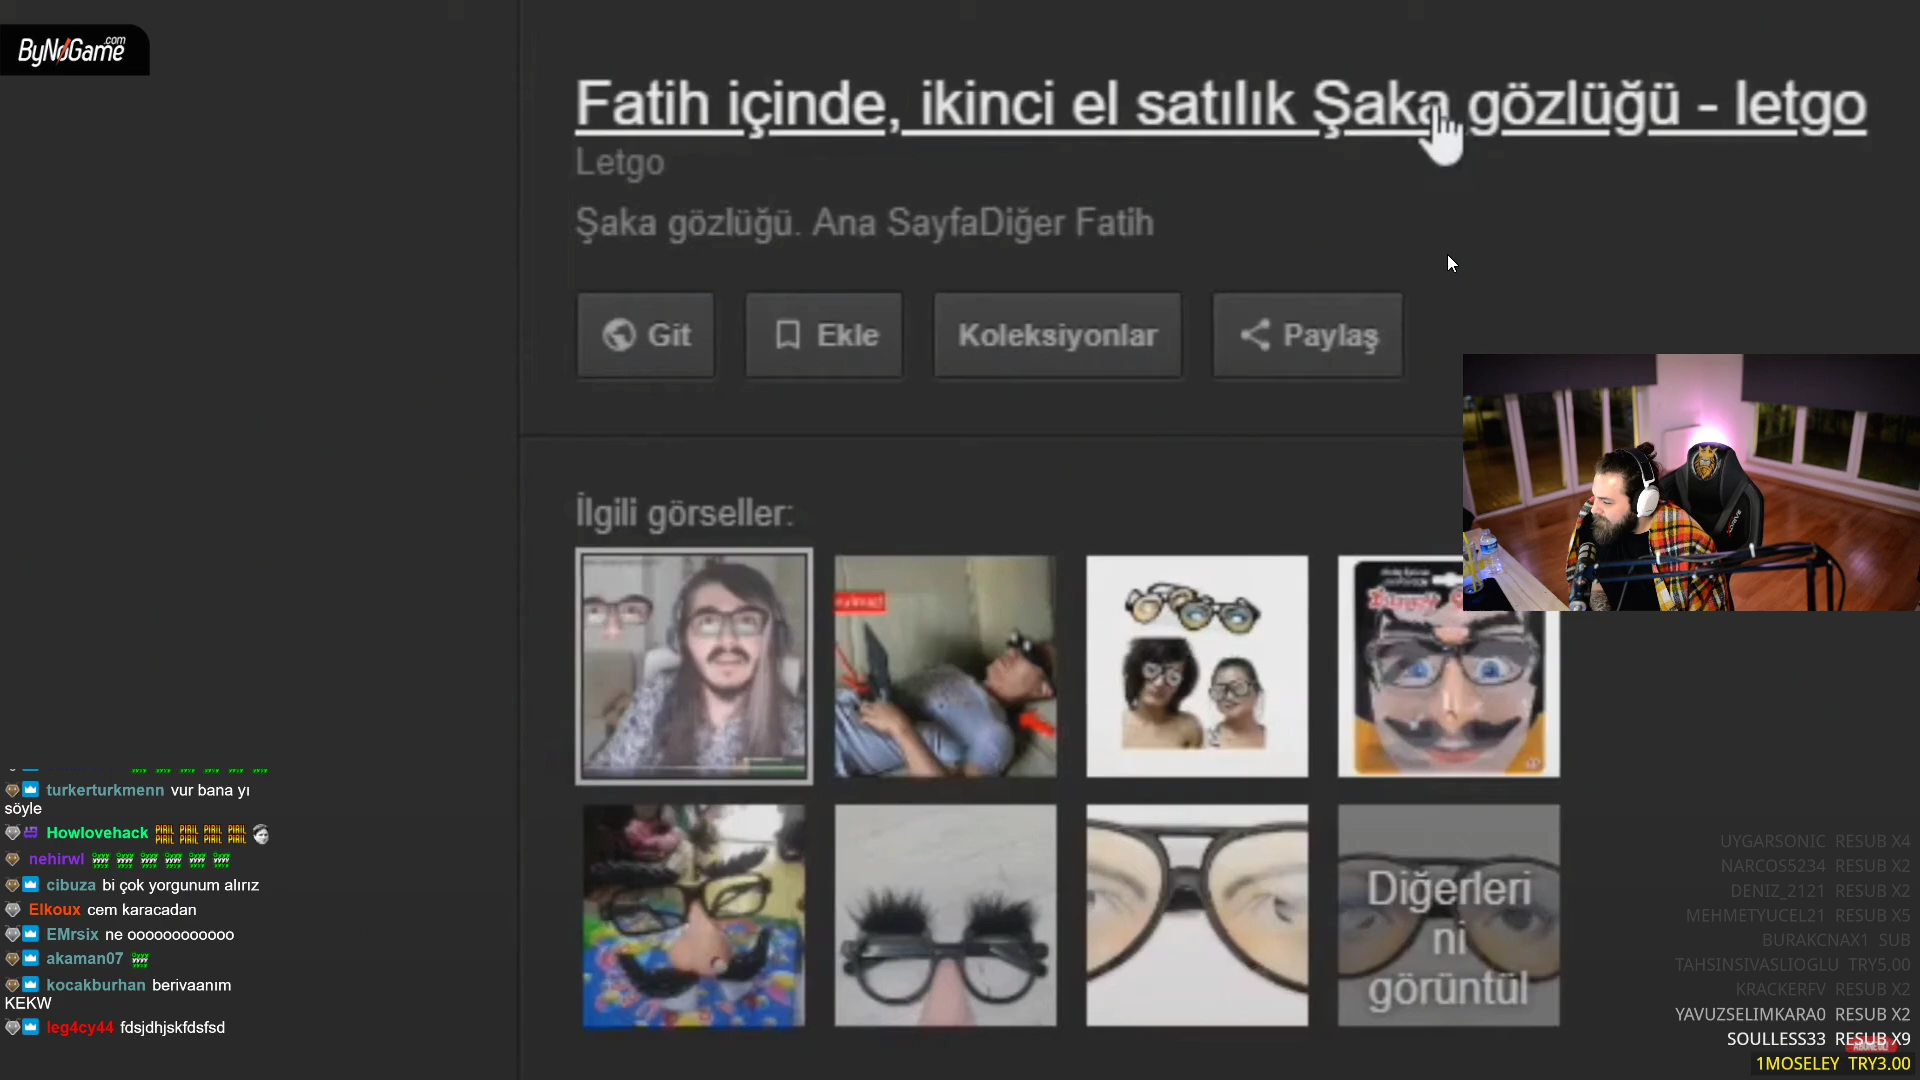 ByNoGame.com
Fatih içinde, ikinci el satılık Şaka gözlüğü - letgo
Letgo
Şaka gözlüğü. Ana SayfaDiğer Fatih
Git
Ekle
Koleksiyonlar
Paylaş
İlgili görseller:
Diğerleri
ni
görüntül
turkerturkmenn vur bana yı
söyle
Howlovehack
nehirwl
cibuza bi çok yorgunum alırız
Elkoux cem karacadan
EMrsix ne oooooooooooo
akaman07
kocakburhan berivaanım
KEKW
leg4cy44 fdsjdhjskfdsfsd
UYGARSONIC RESUB X4
NARCOS5234 RESUB X2
DENIZ_2121 RESUB X2
MEHMETYUCEL21 RESUB X5
BURAKCNAX1 SUB
TAHSINSIVASLIOGLU TRY5.00
KRACKERFV RESUB X2
YAVUZSELIMKARA0 RESUB X2
SOULLESS33 RESUB X9
1MOSELEY TRY3.00